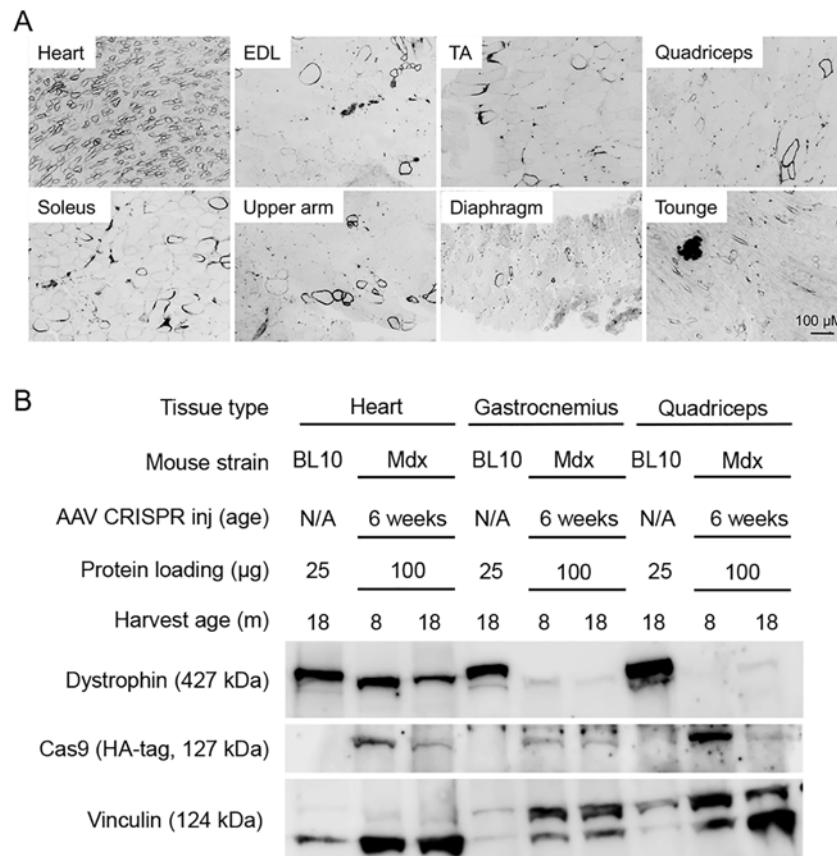 A
Heart EDL TA Quadriceps
Soleus Upper arm Diaphragm Tounge
100 µM
B
Tissue type Heart Gastrocnemius Quadriceps
Mouse strain BL10 Mdx BL10 Mdx BL10 Mdx
AAV CRISPR inj (age) N/A 6 weeks N/A 6 weeks N/A 6 weeks
Protein loading (µg) 25 100 25 100 25 100
Harvest age (m) 18 8 18 18 8 18 18 8 18
Dystrophin (427 kDa)
Cas9 (HA-tag, 127 kDa)
Vinculin (124 kDa)